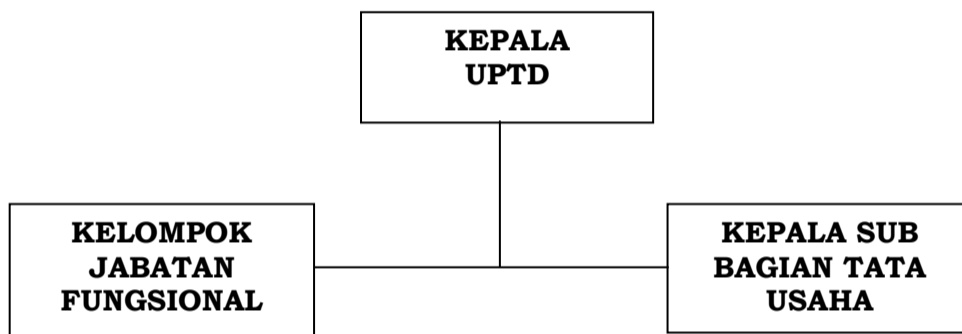 KEPALA
UPTD
KELOMPOK
JABATAN
FUNGSIONAL
KEPALA SUB
BAGIAN TATA
USAHA